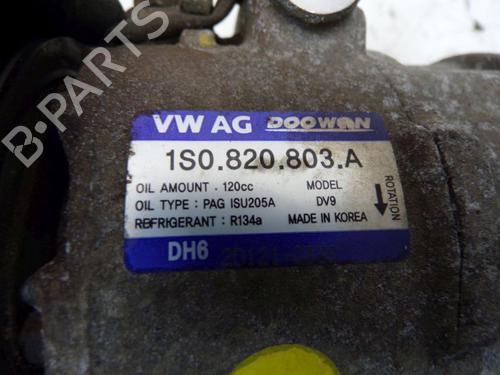 VW AG DOOWON
1S0.820.803.A
OIL AMOUNT · 120cc MODEL
OIL TYPE : PAG ISU205A DV9
REFRIGERANT : R134a MADE IN KOREA
ROTATION
DH6
B-PARTS